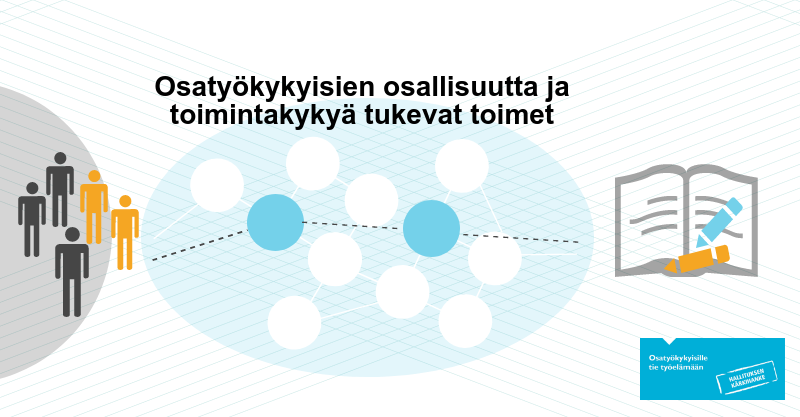 Osatyökykyisien osallisuutta ja
toimintakykyä tukevat toimet
Osatyökykyisille
tie työelämään
HALLITUKSEN
KÄRKIHANKE